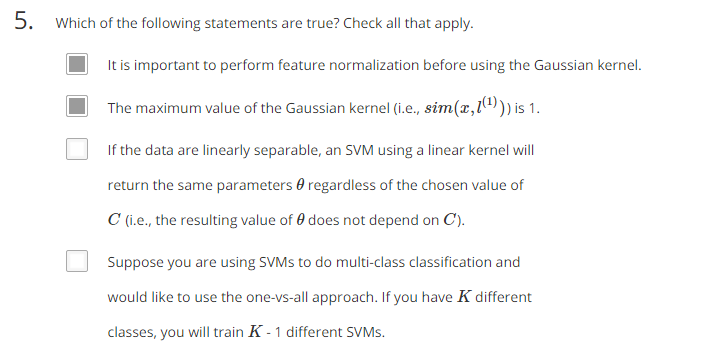 5. Which of the following statements are true? Check all that apply.
It is important to perform feature normalization before using the Gaussian kernel.
The maximum value of the Gaussian kernel (i.e., sim(x, l⁽¹⁾)) is 1.
If the data are linearly separable, an SVM using a linear kernel will
return the same parameters θ regardless of the chosen value of
C (i.e., the resulting value of θ does not depend on C).
Suppose you are using SVMs to do multi-class classification and
would like to use the one-vs-all approach. If you have K different
classes, you will train K - 1 different SVMs.